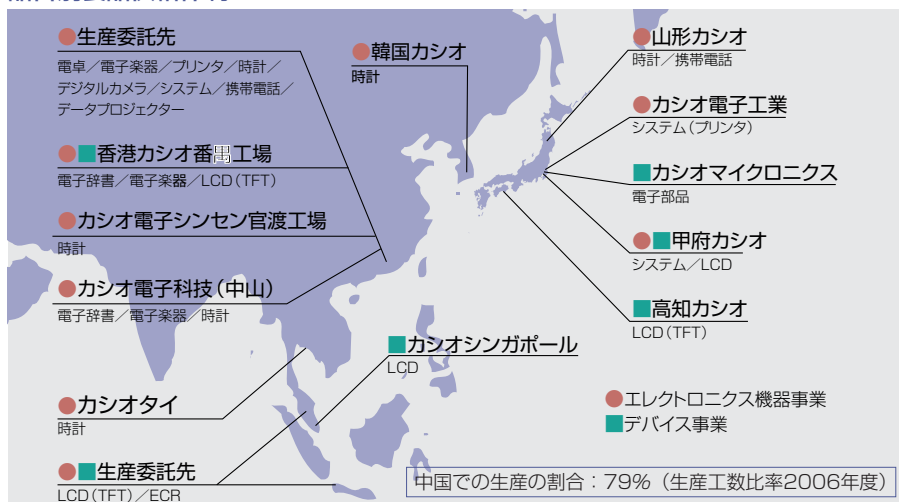 ●生産委託先
電卓／電子楽器／プリンタ／時計／
デジタルカメラ／システム／携帯電話／
データプロジェクター
●■香港カシオ番禺工場
電子辞書／電子楽器／LCD（TFT）
●カシオ電子シンセン官渡工場
時計
●カシオ電子科技（中山）
電子辞書／電子楽器／時計
●カシオタイ
時計
●■生産委託先
LCD（TFT）／ECR
●韓国カシオ
時計
■カシオシンガポール
LCD
●山形カシオ
時計／携帯電話
●カシオ電子工業
システム（プリンタ）
■カシオマイクロニクス
電子部品
●■甲府カシオ
システム／LCD
■高知カシオ
LCD（TFT）
●エレクトロニクス機器事業
■デバイス事業
中国での生産の割合：79%（生産工数比率2006年度）